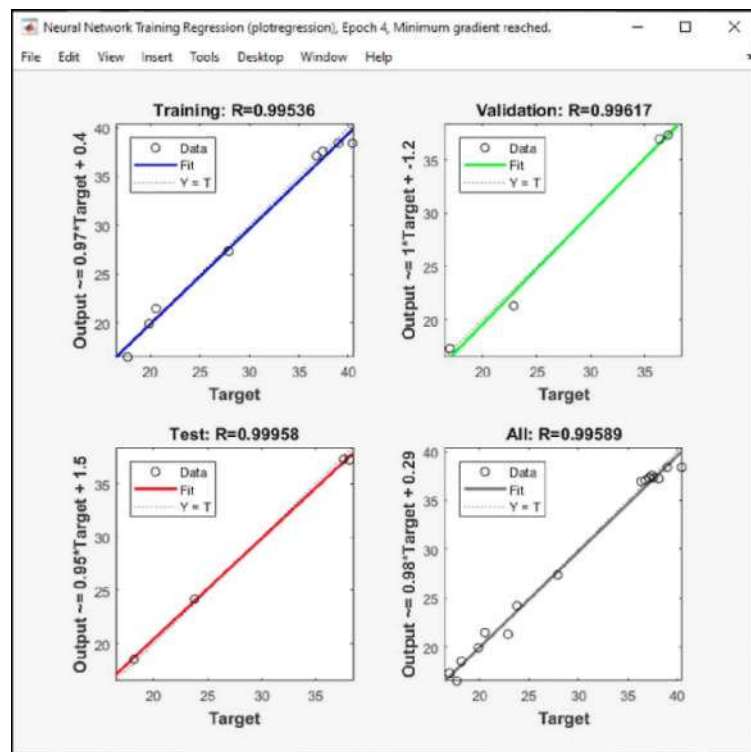 Neural Network Training Regression (plotregression), Epoch 4, Minimum gradient reached.
File Edit View Insert Tools Desktop Window Help
Training: R=0.99536
Output ~= 0.97*Target + 0.4
Data
Fit
Y = T
40
35
30
25
20
20 25 30 35 40
Target
Validation: R=0.99617
Output ~= 1*Target + -1.2
Data
Fit
Y = T
35
30
25
20
20 25 30 35
Target
Test: R=0.99958
Output ~= 0.95*Target + 1.5
Data
Fit
Y = T
35
30
25
20
20 25 30 35
Target
All: R=0.99589
Output ~= 0.98*Target + 0.29
Data
Fit
Y = T
40
35
30
25
20
20 25 30 35 40
Target